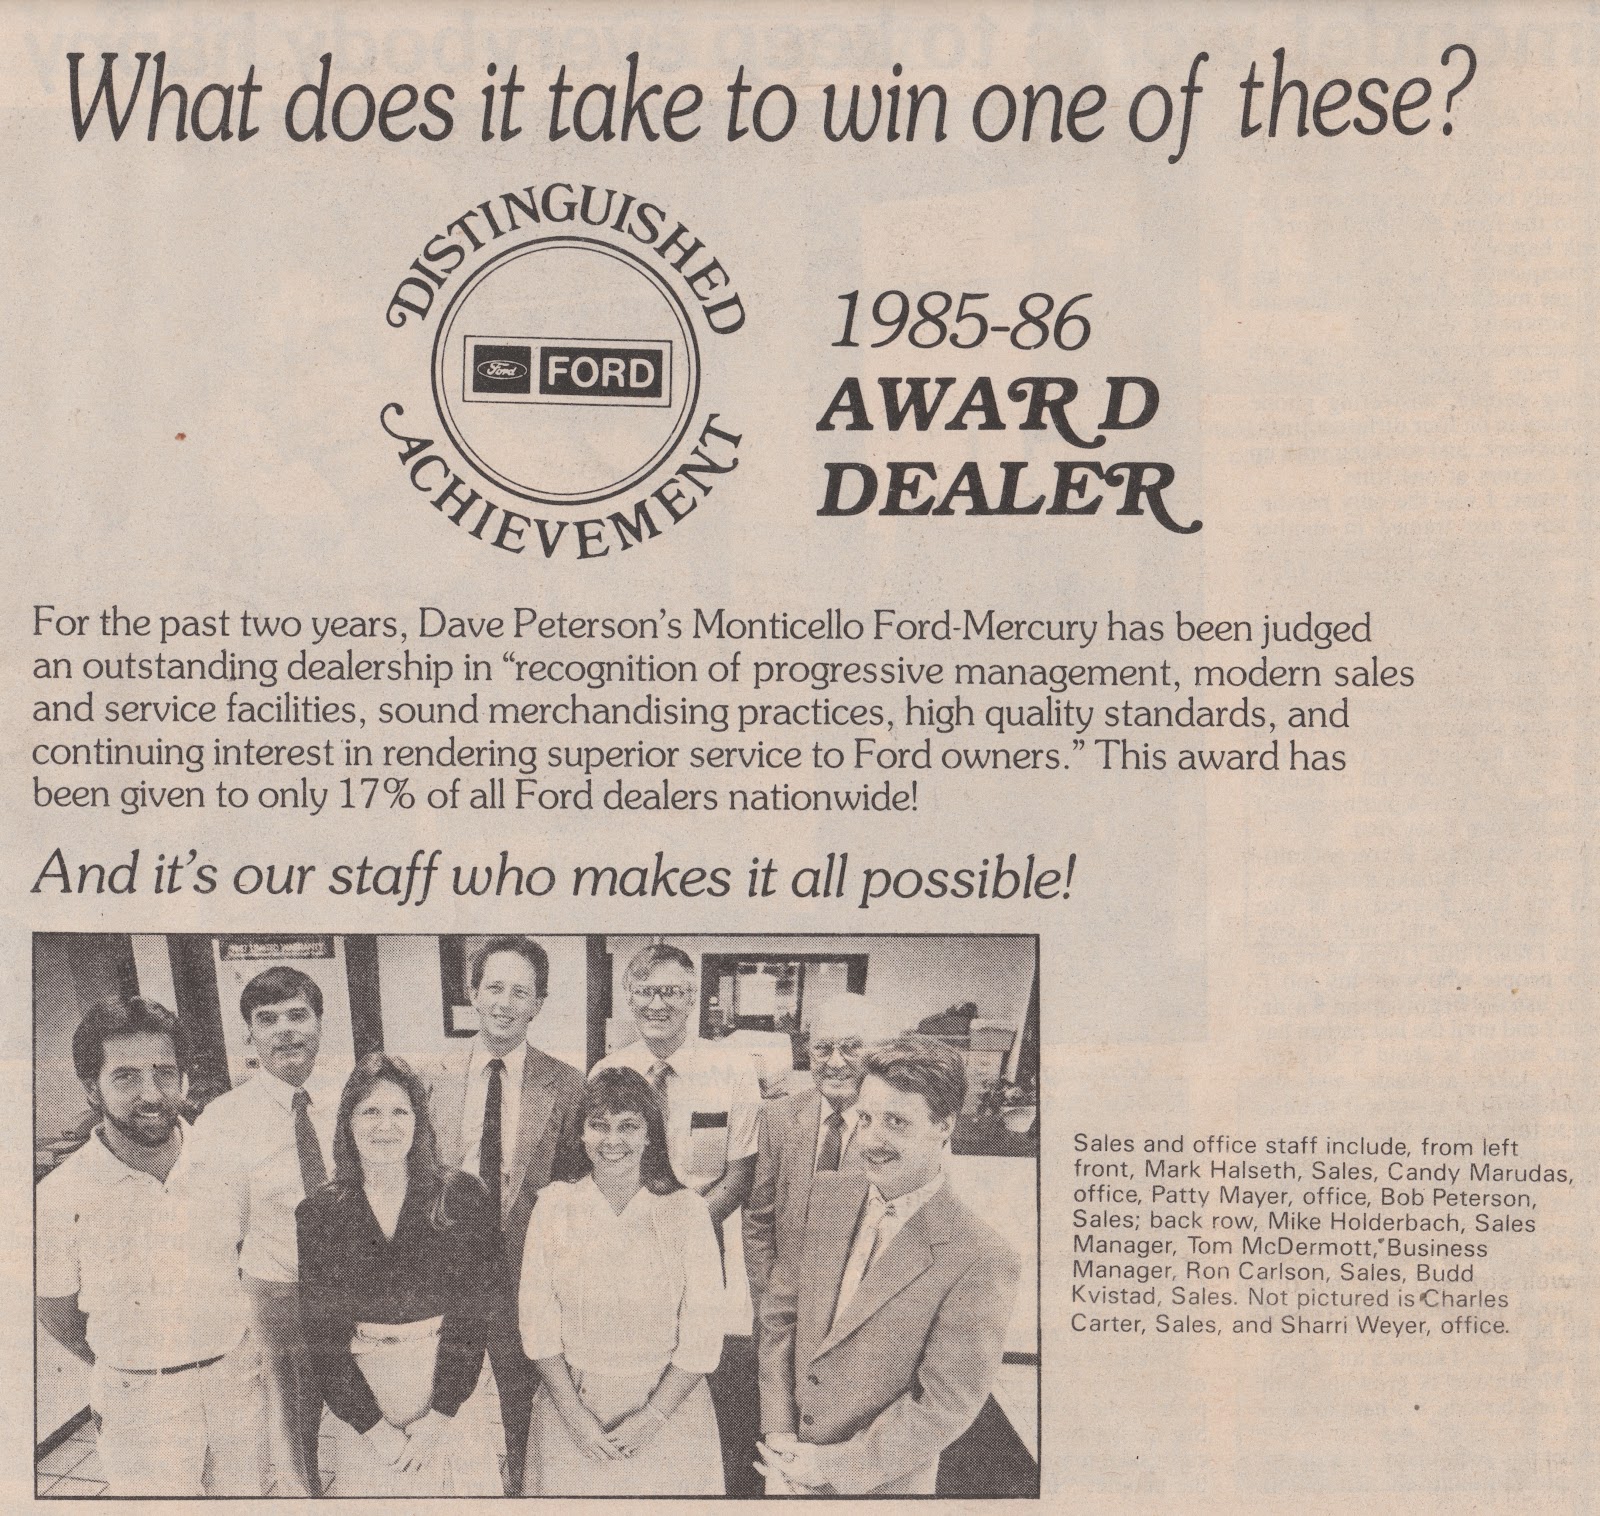 What does it take to win one of these?
DISTINGUISHED
Ford FORD
ACHIEVEMENT
1985-86
AWARD
DEALER
For the past two years, Dave Peterson's Monticello Ford-Mercury has been judged
an outstanding dealership in “recognition of progressive management, modern sales
and service facilities, sound merchandising practices, high quality standards, and
continuing interest in rendering superior service to Ford owners.” This award has
been given to only 17% of all Ford dealers nationwide!
And it's our staff who makes it all possible!
LIMITED WARRANTY
Sales and office staff include, from left
front, Mark Halseth, Sales, Candy Marudas,
office, Patty Mayer, office, Bob Peterson,
Sales; back row, Mike Holderbach, Sales
Manager, Tom McDermott, Business
Manager, Ron Carlson, Sales, Budd
Kvistad, Sales. Not pictured is Charles
Carter, Sales, and Sharri Weyer, office.